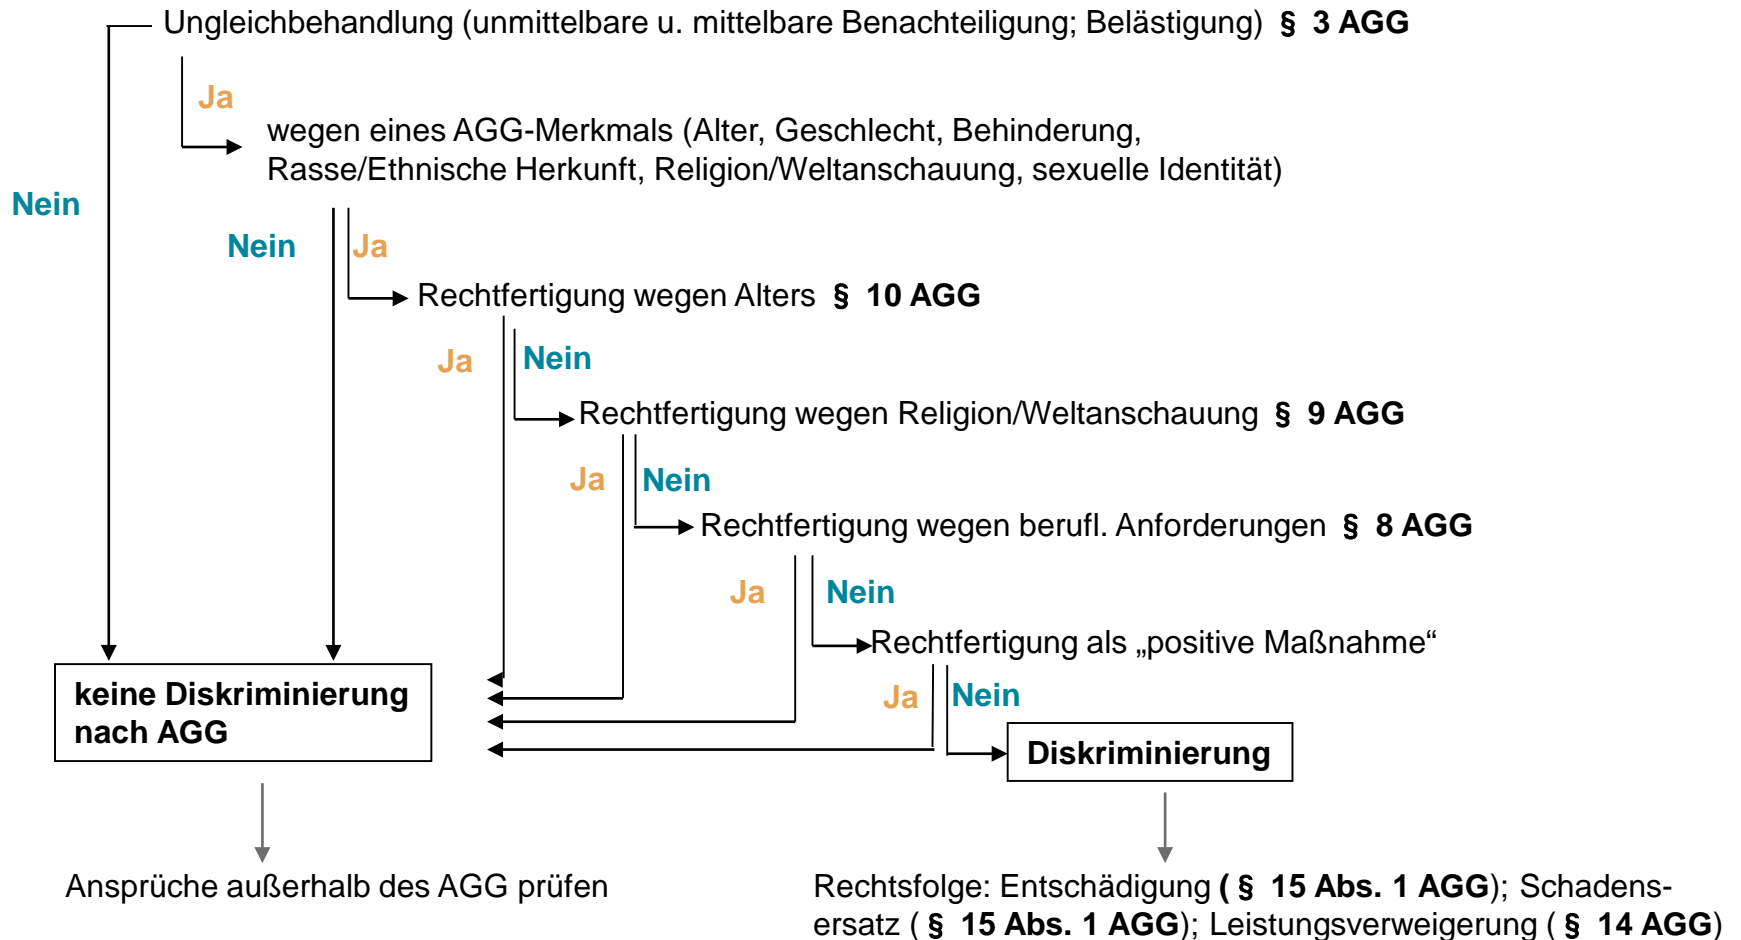 Ungleichbehandlung (unmittelbare u. mittelbare Benachteiligung; Belästigung) § 3 AGG
Ja
wegen eines AGG-Merkmals (Alter, Geschlecht, Behinderung,
Rasse/Ethnische Herkunft, Religion/Weltanschauung, sexuelle Identität)
Nein
Nein
Ja
Rechtfertigung wegen Alters § 10 AGG
Ja
Nein
Rechtfertigung wegen Religion/Weltanschauung § 9 AGG
Ja
Nein
Rechtfertigung wegen berufl. Anforderungen § 8 AGG
Ja
Nein
Rechtfertigung als „positive Maßnahme“
Ja
Nein
keine Diskriminierung
nach AGG
Diskriminierung
Ansprüche außerhalb des AGG prüfen
Rechtsfolge: Entschädigung ( § 15 Abs. 1 AGG); Schadens-
ersatz ( § 15 Abs. 1 AGG); Leistungsverweigerung ( § 14 AGG)